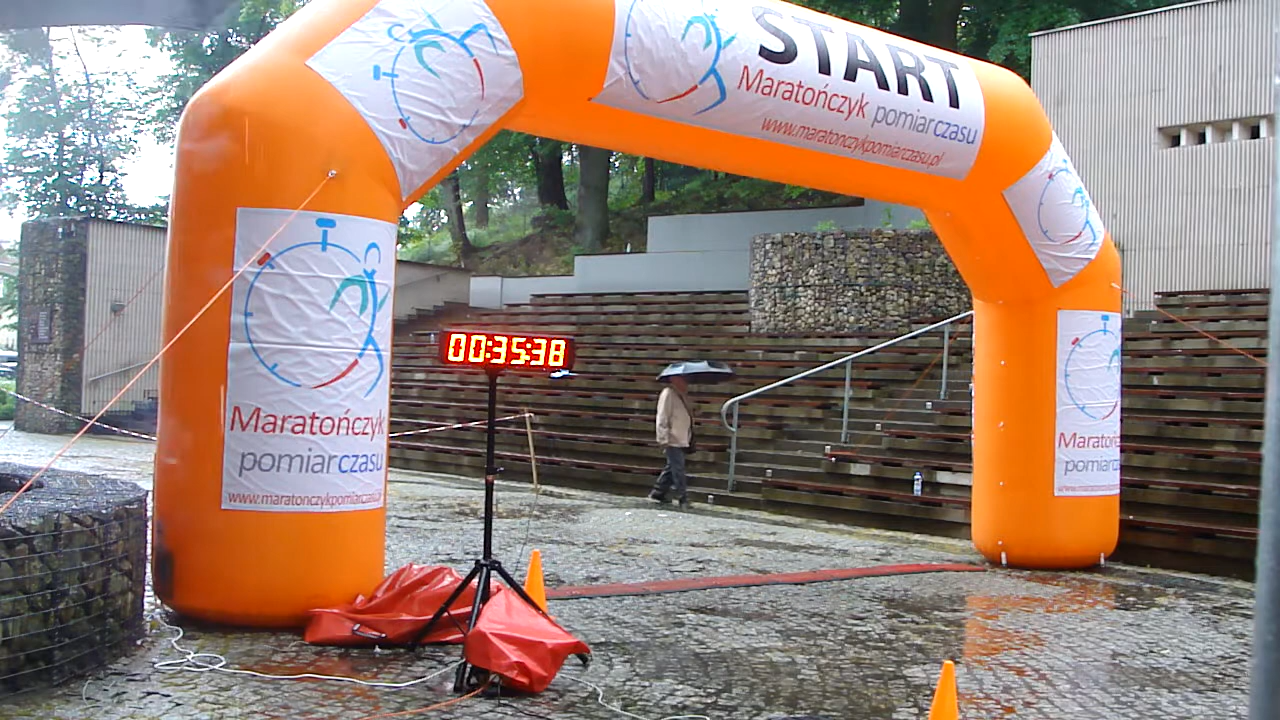 START
Maratończyk pomiarczasu
www.maratonczykpomiarczasu.pl
Maratończyk
pomiarczasu
www.maratonczykpomiarczasu.pl
00:35:38
Maratończyk
pomiarczasu